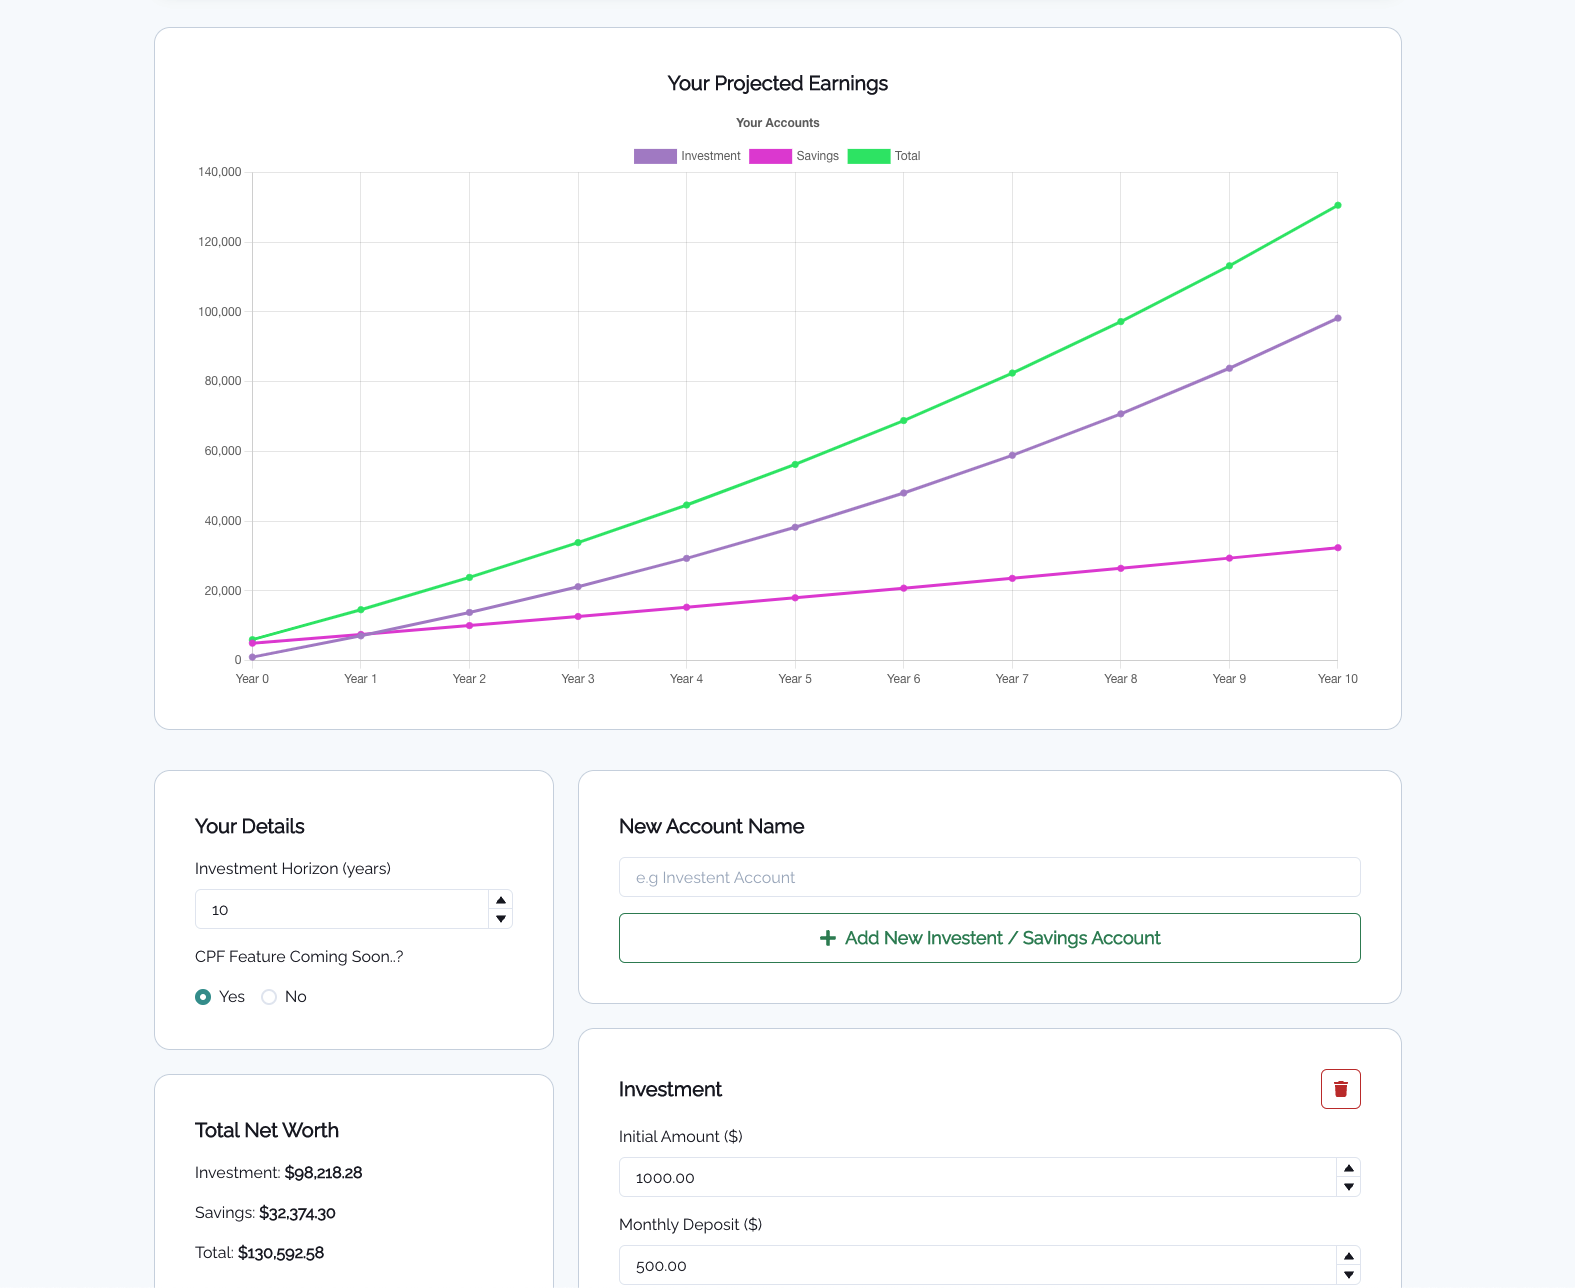 Your Projected Earnings
Your Accounts
Investment Savings Total
140,000
120,000
100,000
80,000
60,000
40,000
20,000
0
Year 0 Year 1 Year 2 Year 3 Year 4 Year 5 Year 6 Year 7 Year 8 Year 9 Year 10
Your Details
Investment Horizon (years)
10
CPF Feature Coming Soon..?
Yes No
Total Net Worth
Investment: $98,218.28
Savings: $32,374.30
Total: $130,592.58
New Account Name
e.g Investent Account
+ Add New Investent / Savings Account
Investment
Initial Amount ($)
1000.00
Monthly Deposit ($)
500.00